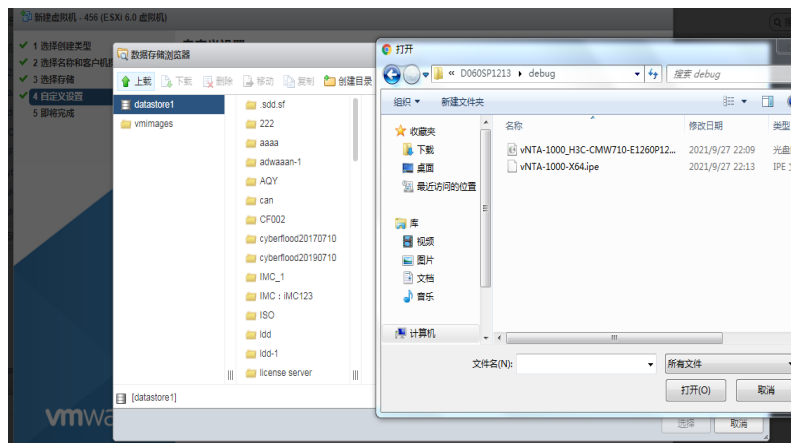 新建虚拟机 - 456 (ESXi 6.0 虚拟机)
1 选择创建类型
2 选择名称和客户机
3 选择存储
4 自定义设置
5 即将完成
数据存储浏览器
上载
下载
删除
移动
复制
创建目录
datastore1
vmimages
.sdd.sf
222
aaaa
adwaaan-1
AQY
can
CF002
cyberflood20170710
cyberflood20190710
IMC_1
IMC：iMC123
ISO
ldd
ldd-1
license server
[datastore1]
选择
取消
打开
« D060SP1213 debug
搜索 debug
组织
新建文件夹
收藏夹
下载
桌面
最近访问的位置
库
视频
图片
文档
音乐
计算机
名称
修改日期
类型
vNTA-1000_H3C-CMW710-E1260P12... 2021/9/27 22:09 光盘
vNTA-1000-X64.ipe 2021/9/27 22:13 IPE
文件名(N):
所有文件
打开(O)
取消
vmwa